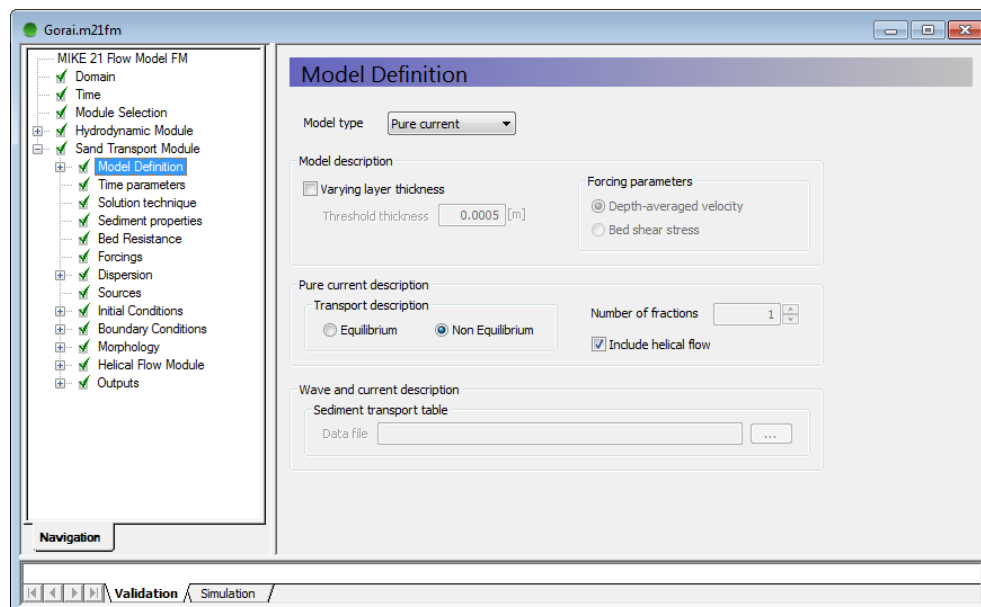 Gorai.m21fm
MIKE 21 Flow Model FM
Domain
Time
Module Selection
Hydrodynamic Module
Sand Transport Module
Model Definition
Time parameters
Solution technique
Sediment properties
Bed Resistance
Forcings
Dispersion
Sources
Initial Conditions
Boundary Conditions
Morphology
Helical Flow Module
Outputs
Navigation
Model Definition
Model type Pure current
Model description
Varying layer thickness
Threshold thickness 0.0005 [m]
Forcing parameters
Depth-averaged velocity
Bed shear stress
Pure current description
Transport description
Equilibrium Non Equilibrium
Number of fractions 1
Include helical flow
Wave and current description
Sediment transport table
Data file ...
Validation Simulation